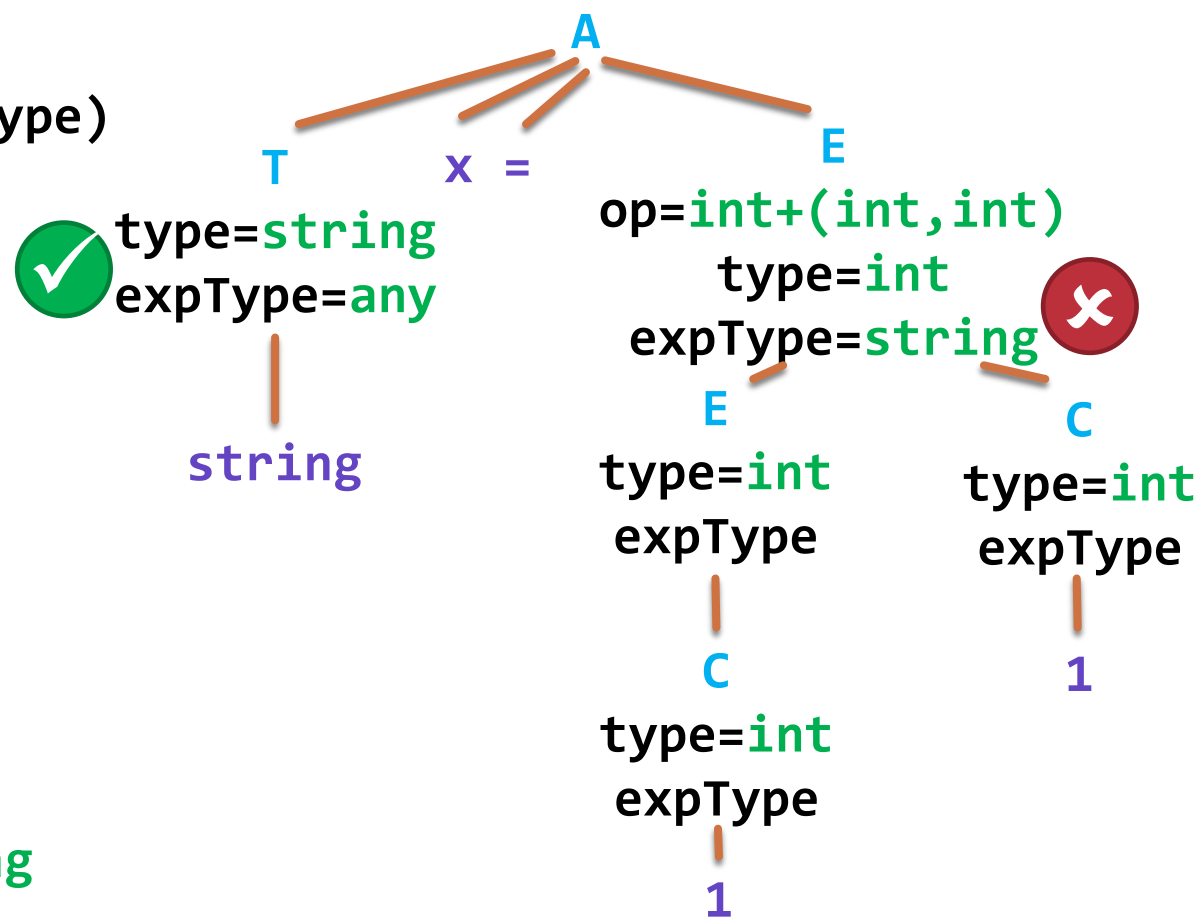 A
ype)
T x = E
type=string
expType=any
op=int+(int,int)
type=int
expType=string
string
E
type=int
expType
C
type=int
expType
C
type=int
expType
1
1
g